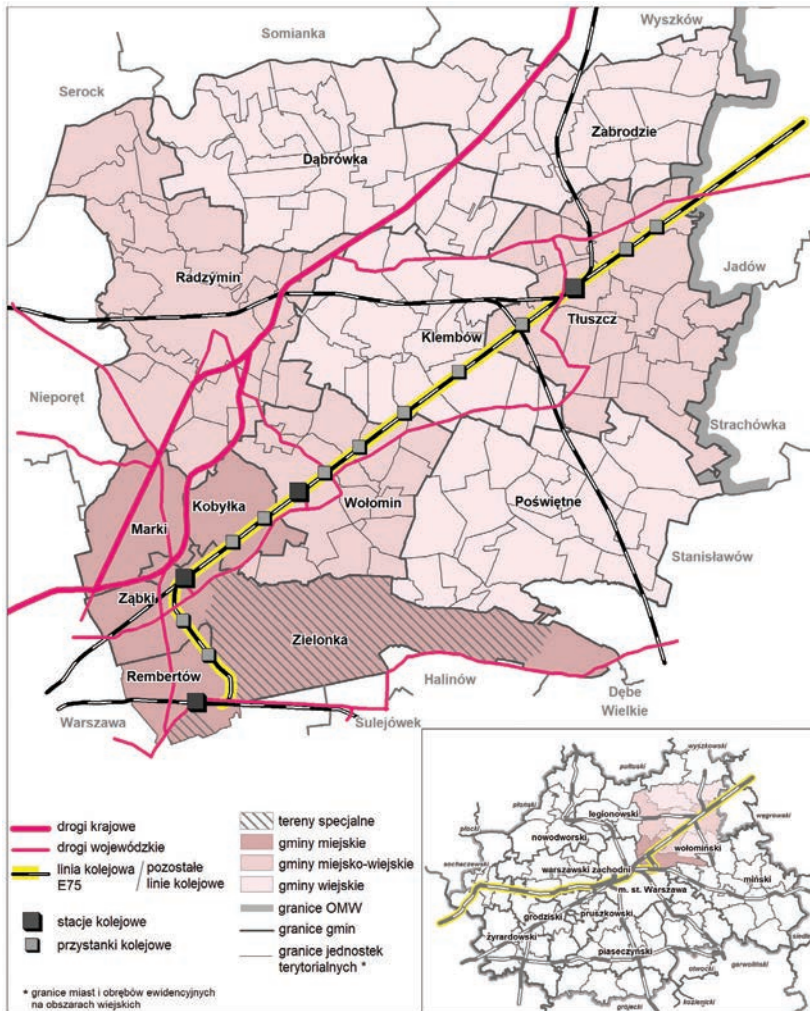 Somianka
Wyszków
Serock
Zabrodzie
Dąbrówka
Radzymin
Jadów
Tłuszcz
Klembów
Nieporęt
Strachówka
Kobyłka
Wołomin
Poświętne
Marki
Stanisławów
Ząbki
Zielonka
Rembertów
Halinów
Dębe
Wielkie
Warszawa
Sulejówek
drogi krajowe
drogi wojewódzkie
linia kolejowa / pozostałe
E75 linie kolejowe
stacje kolejowe
przystanki kolejowe
* granice miast i obrębów ewidencyjnych
na obszarach wiejskich
tereny specjalne
gminy miejskie
gminy miejsko-wiejskie
gminy wiejskie
granice OMW
granice gmin
granice jednostek
terytorialnych *
wyszkowski
pułtuski
płoński
legionowski
węgrowski
nowodworski
płocki
wołomiński
sochaczewski
warszawski zachodni
miński
m. st. Warszawa
grodziski
pruszkowski
żyrardowski
piaseczyński
garwoliński
otwocki
kozienicki
grójecki